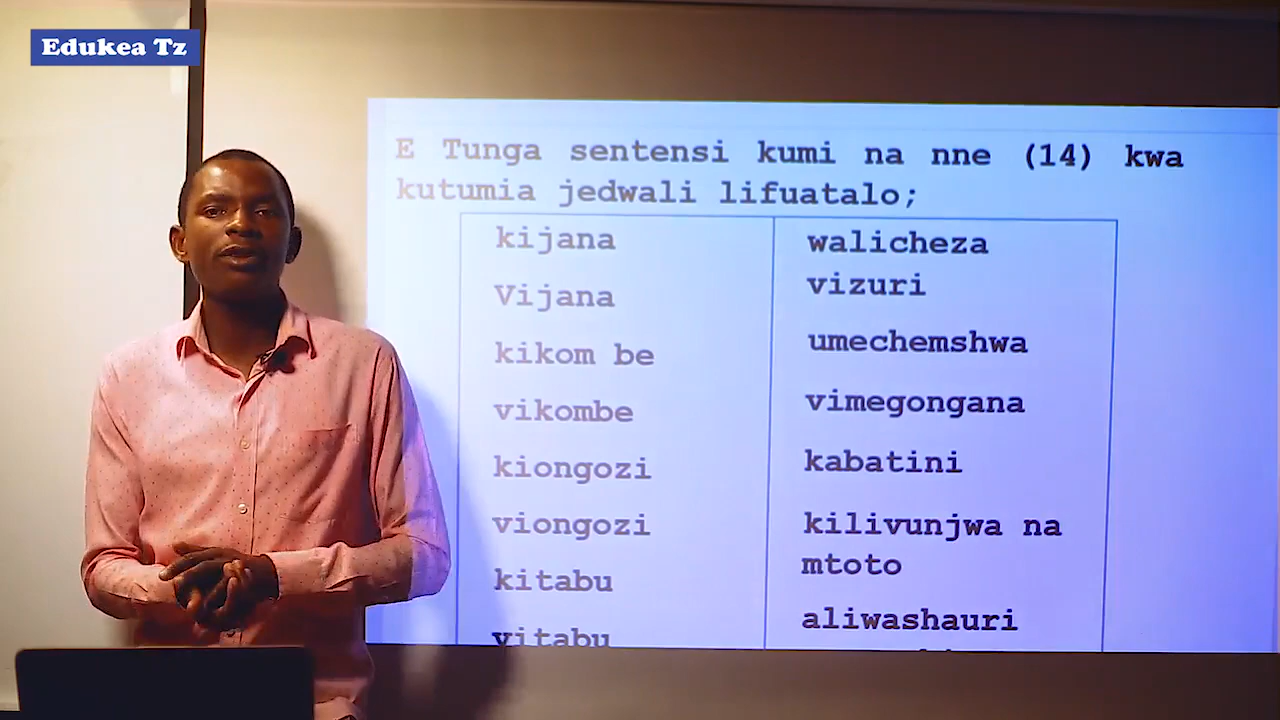 Edukea Tz
E Tunga sentensi kumi na nne (14) kwa
kutumia jedwali lifuatalo;
kijana
Vijana
kikom be
vikombe
kiongozi
viongozi
kitabu
vitabu
walicheza
vizuri
umechemshwa
vimegongana
kabatini
kilivunjwa na
mtoto
aliwashauri